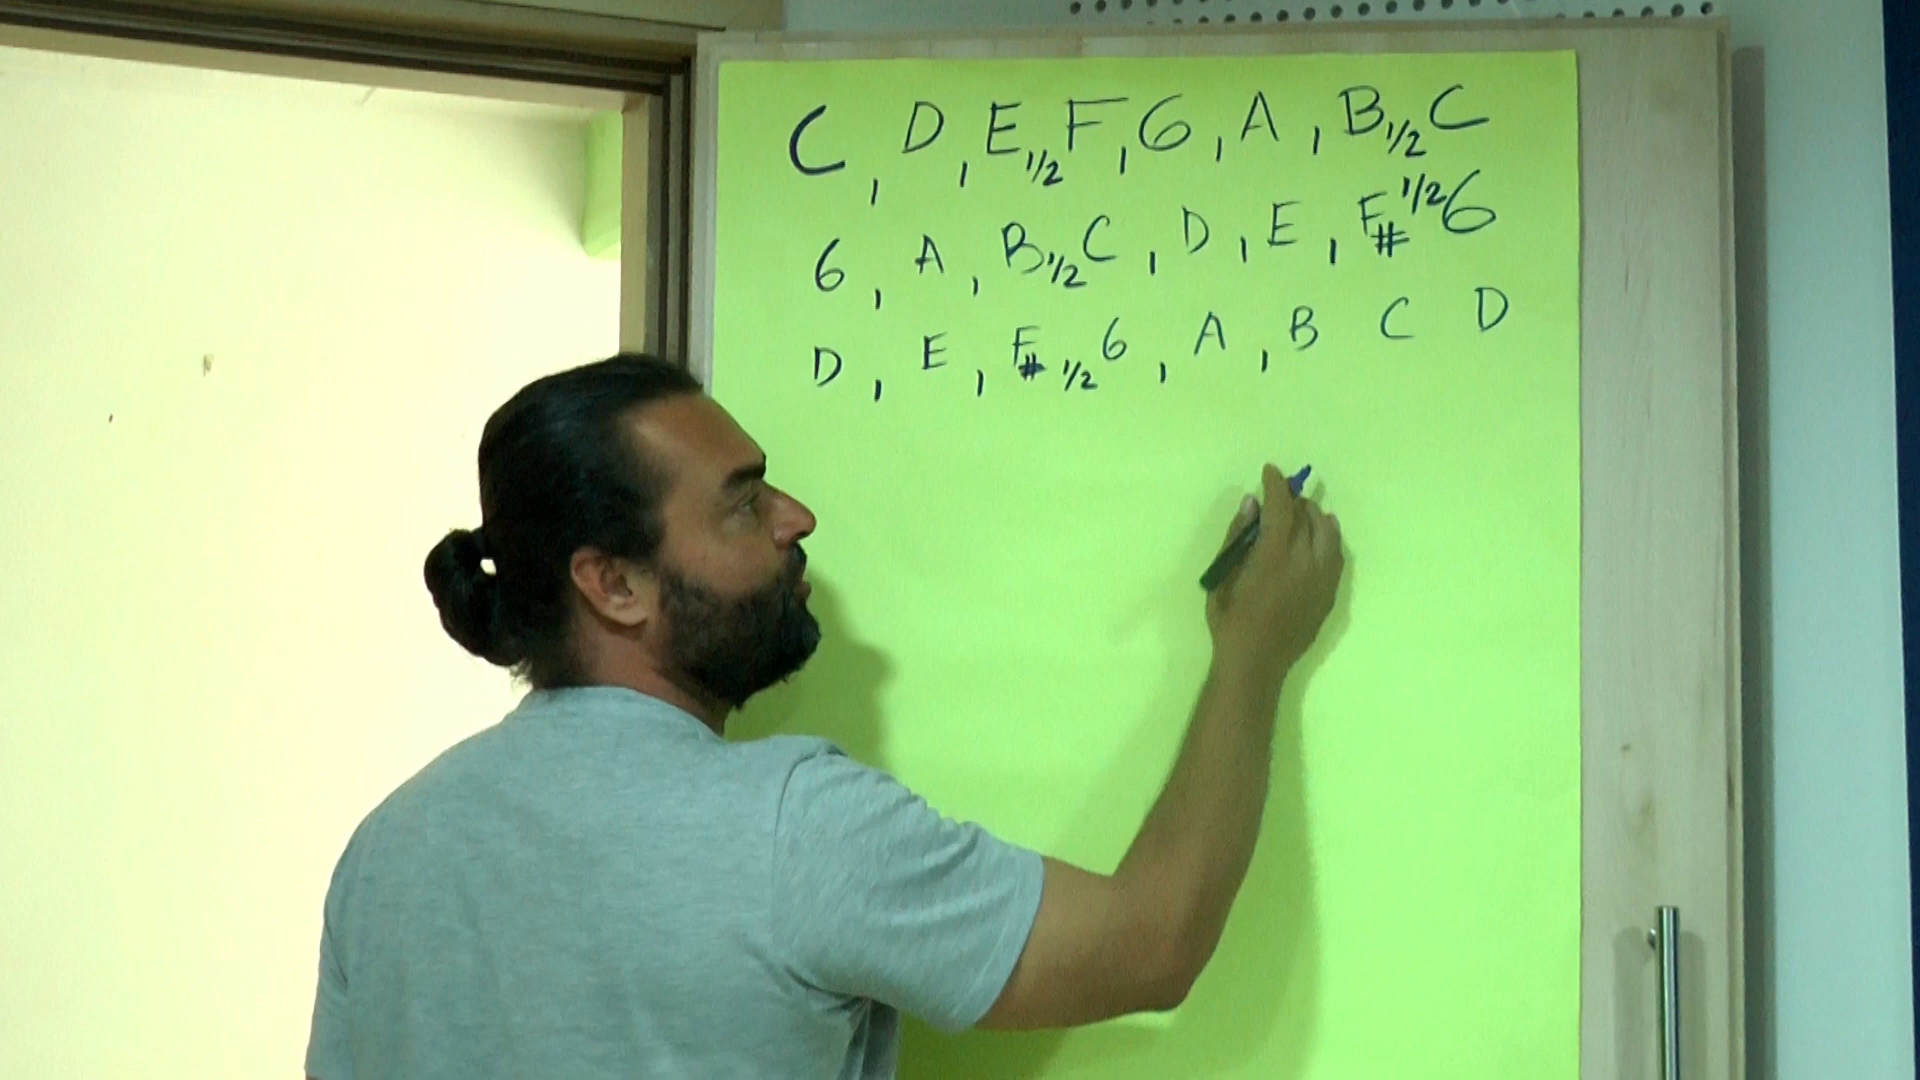 C , D , E 1/2 F , G , A , B 1/2 C
G , A , B 1/2 C , D , E , F# 1/2 G
D , E , F# 1/2 G , A , B C D